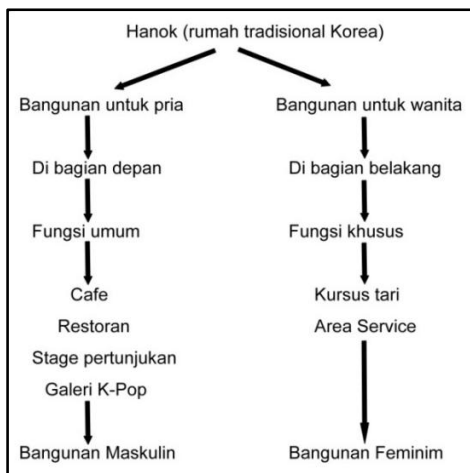 Hanok (rumah tradisional Korea)
Bangunan untuk pria
Bangunan untuk wanita
Di bagian depan
Di bagian belakang
Fungsi umum
Fungsi khusus
Cafe
Kursus tari
Restoran
Area Service
Stage pertunjukan
Galeri K-Pop
Bangunan Maskulin
Bangunan Feminim